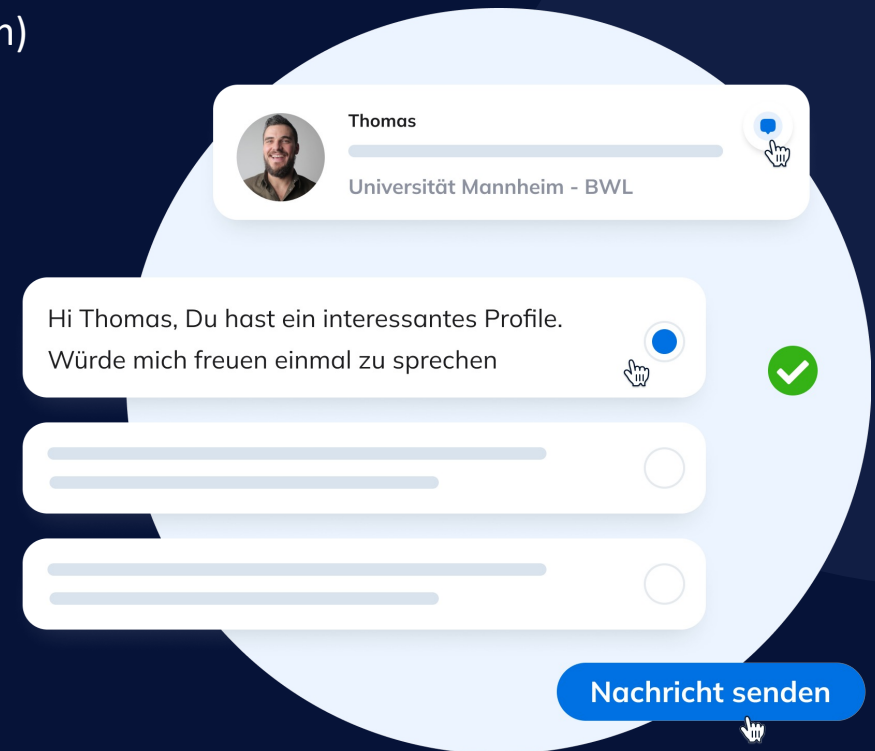 n)
Thomas
Universität Mannheim - BWL
Hi Thomas, Du hast ein interessantes Profile.
Würde mich freuen einmal zu sprechen
Nachricht senden